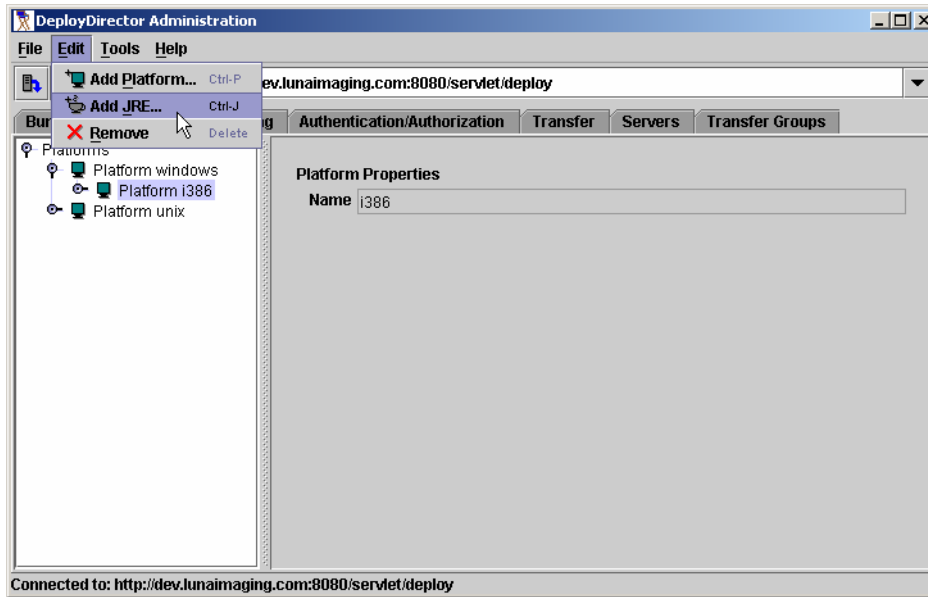 DeployDirector Administration
File Edit Tools Help
Add Platform... Ctrl-P
ev.lunaimaging.com:8080/servlet/deploy
Add JRE... Ctrl-J
Remove Delete
Authentication/Authorization Transfer Servers Transfer Groups
Platforms
Platform windows
Platform i386
Platform unix
Platform Properties
Name i386
Connected to: http://dev.lunaimaging.com:8080/servlet/deploy